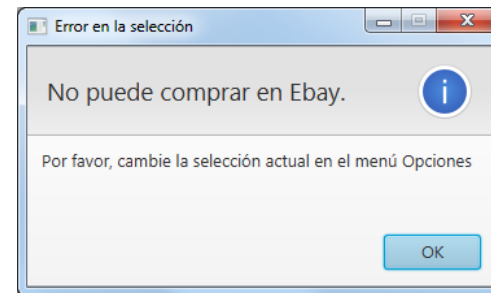 Error en la selección
No puede comprar en Ebay.
Por favor, cambie la selección actual en el menú Opciones
OK